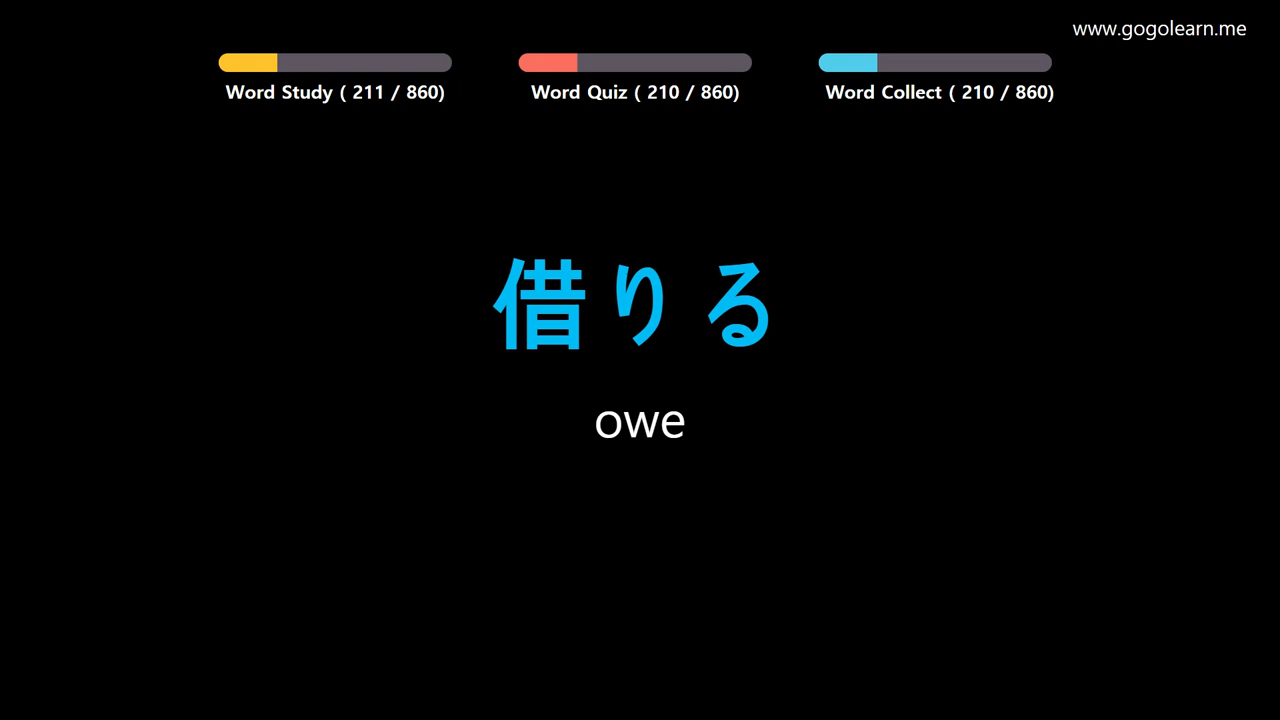 www.gogolearn.me
Word Study ( 211 / 860)
Word Quiz ( 210 / 860)
Word Collect ( 210 / 860)
借りる
owe